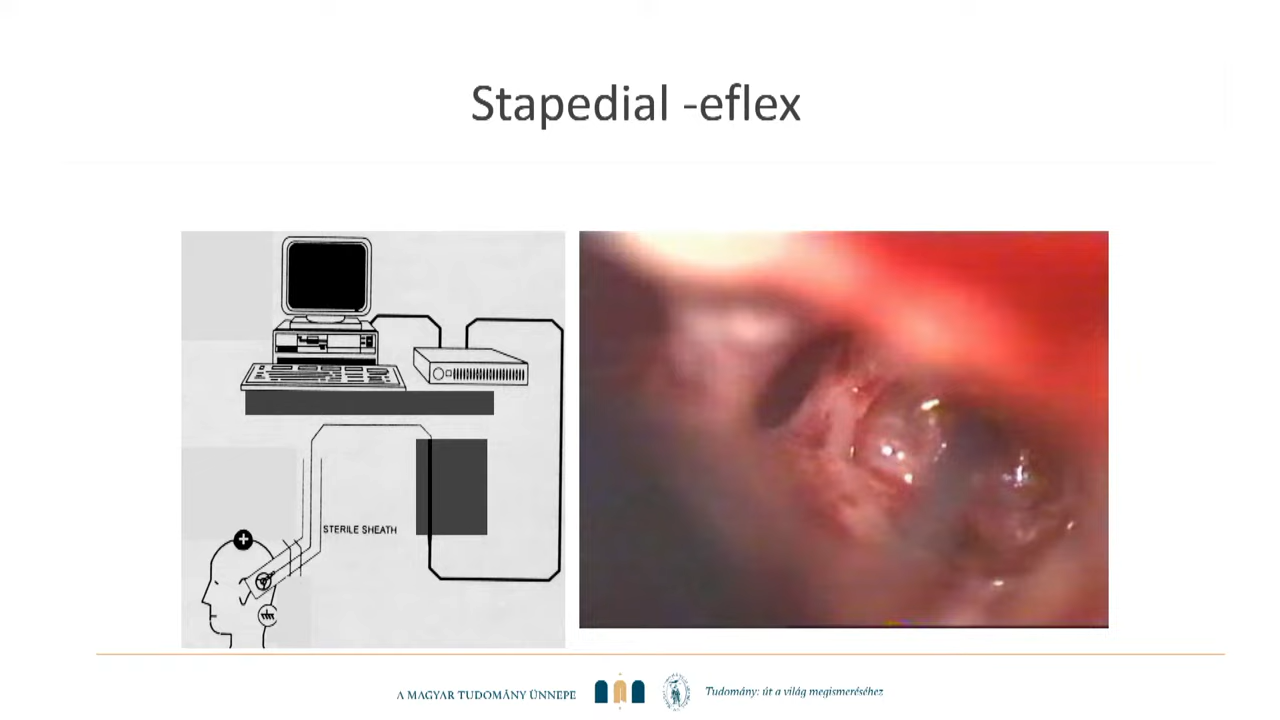 Stapedial -eflex
STERILE SHEATH
A MAGYAR TUDOMÁNY ÜNNEPE
Tudomány: út a világ megismeréséhez